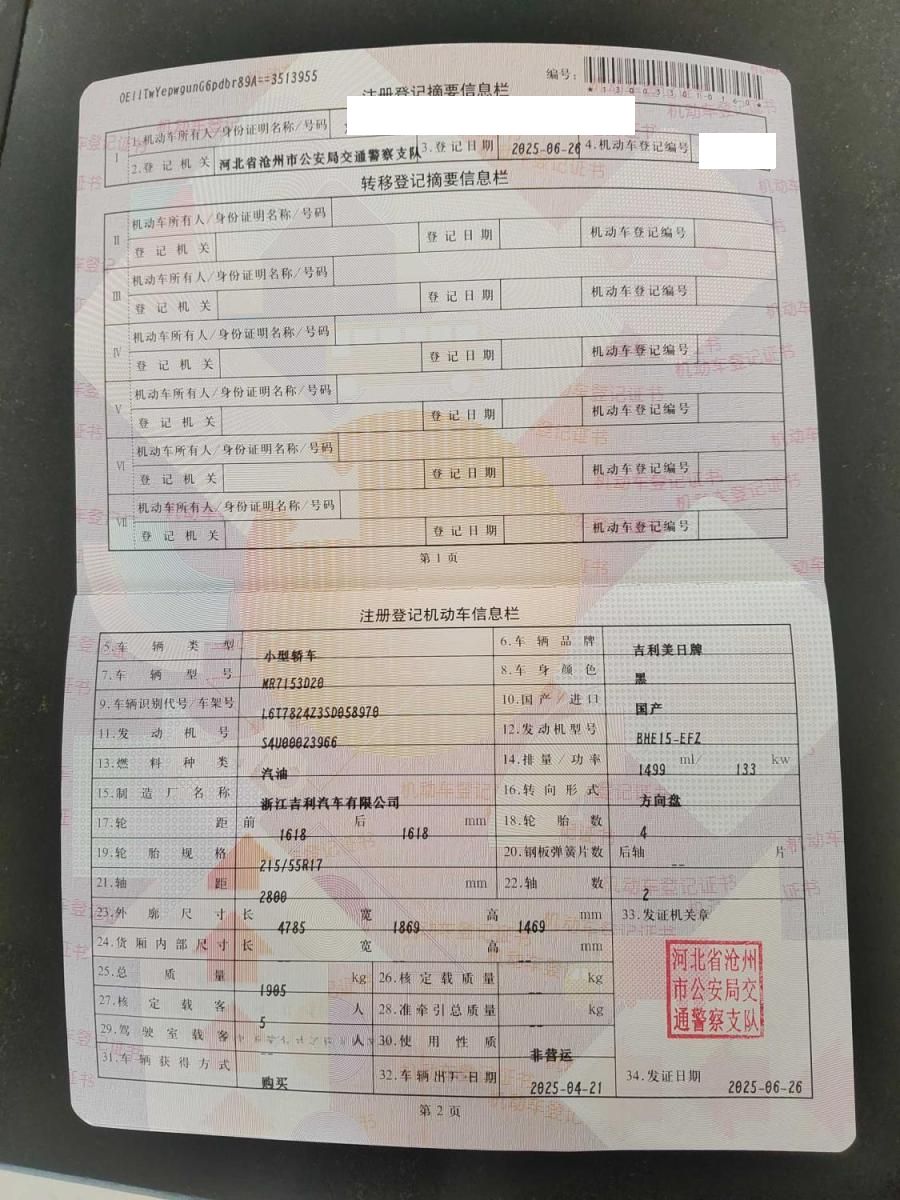 OE11TwYepwgunG6pdbr89A==3513955
编号:
注册登记摘要信息栏
I 1.机动车所有人/身份证明名称/号码
2.登记机关 河北省沧州市公安局交通警察支队 3.登记日期 2025-06-26 4.机动车登记编号
转移登记摘要信息栏
II 机动车所有人/身份证明名称/号码
登记机关 登记日期 机动车登记编号
III 机动车所有人/身份证明名称/号码
登记机关 登记日期 机动车登记编号
IV 机动车所有人/身份证明名称/号码
登记机关 登记日期 机动车登记编号
V 机动车所有人/身份证明名称/号码
登记机关 登记日期 机动车登记编号
VI 机动车所有人/身份证明名称/号码
登记机关 登记日期 机动车登记编号
VII 机动车所有人/身份证明名称/号码
登记机关 登记日期 机动车登记编号
第1页
注册登记机动车信息栏
5.车辆类型 小型轿车 6.车辆品牌 吉利美日牌
7.车辆型号 MR7153D20 8.车身颜色 黑
9.车辆识别代号/车架号 L6T7824Z3SD058970 10.国产/进口 国产
11.发动机号 S4U00023966 12.发动机型号 BHE15-EFZ
13.燃料种类 汽油 14.排量/功率 1499 ml/ 133 kw
15.制造厂名称 浙江吉利汽车有限公司 16.转向形式 方向盘
17.轮距 前 1618 后 1618 mm 18.轮胎数 4
19.轮胎规格 215/55R17 20.钢板弹簧片数 后轴 -- 片
21.轴距 2800 mm 22.轴数 2
23.外廓尺寸 长 4785 宽 1869 高 1469 mm 33.发证机关章
24.货厢内部尺寸 长 -- 宽 -- 高 -- mm
25.总质量 1905 kg 26.核定载质量 -- kg
27.核定载客 5 人 28.准牵引总质量 -- kg
29.驾驶室载客 -- 人 30.使用性质 非营运
31.车辆获得方式 购买 32.车辆出厂日期 2025-04-21 34.发证日期 2025-06-26
河北省沧州
市公安局交
通警察支队
第2页